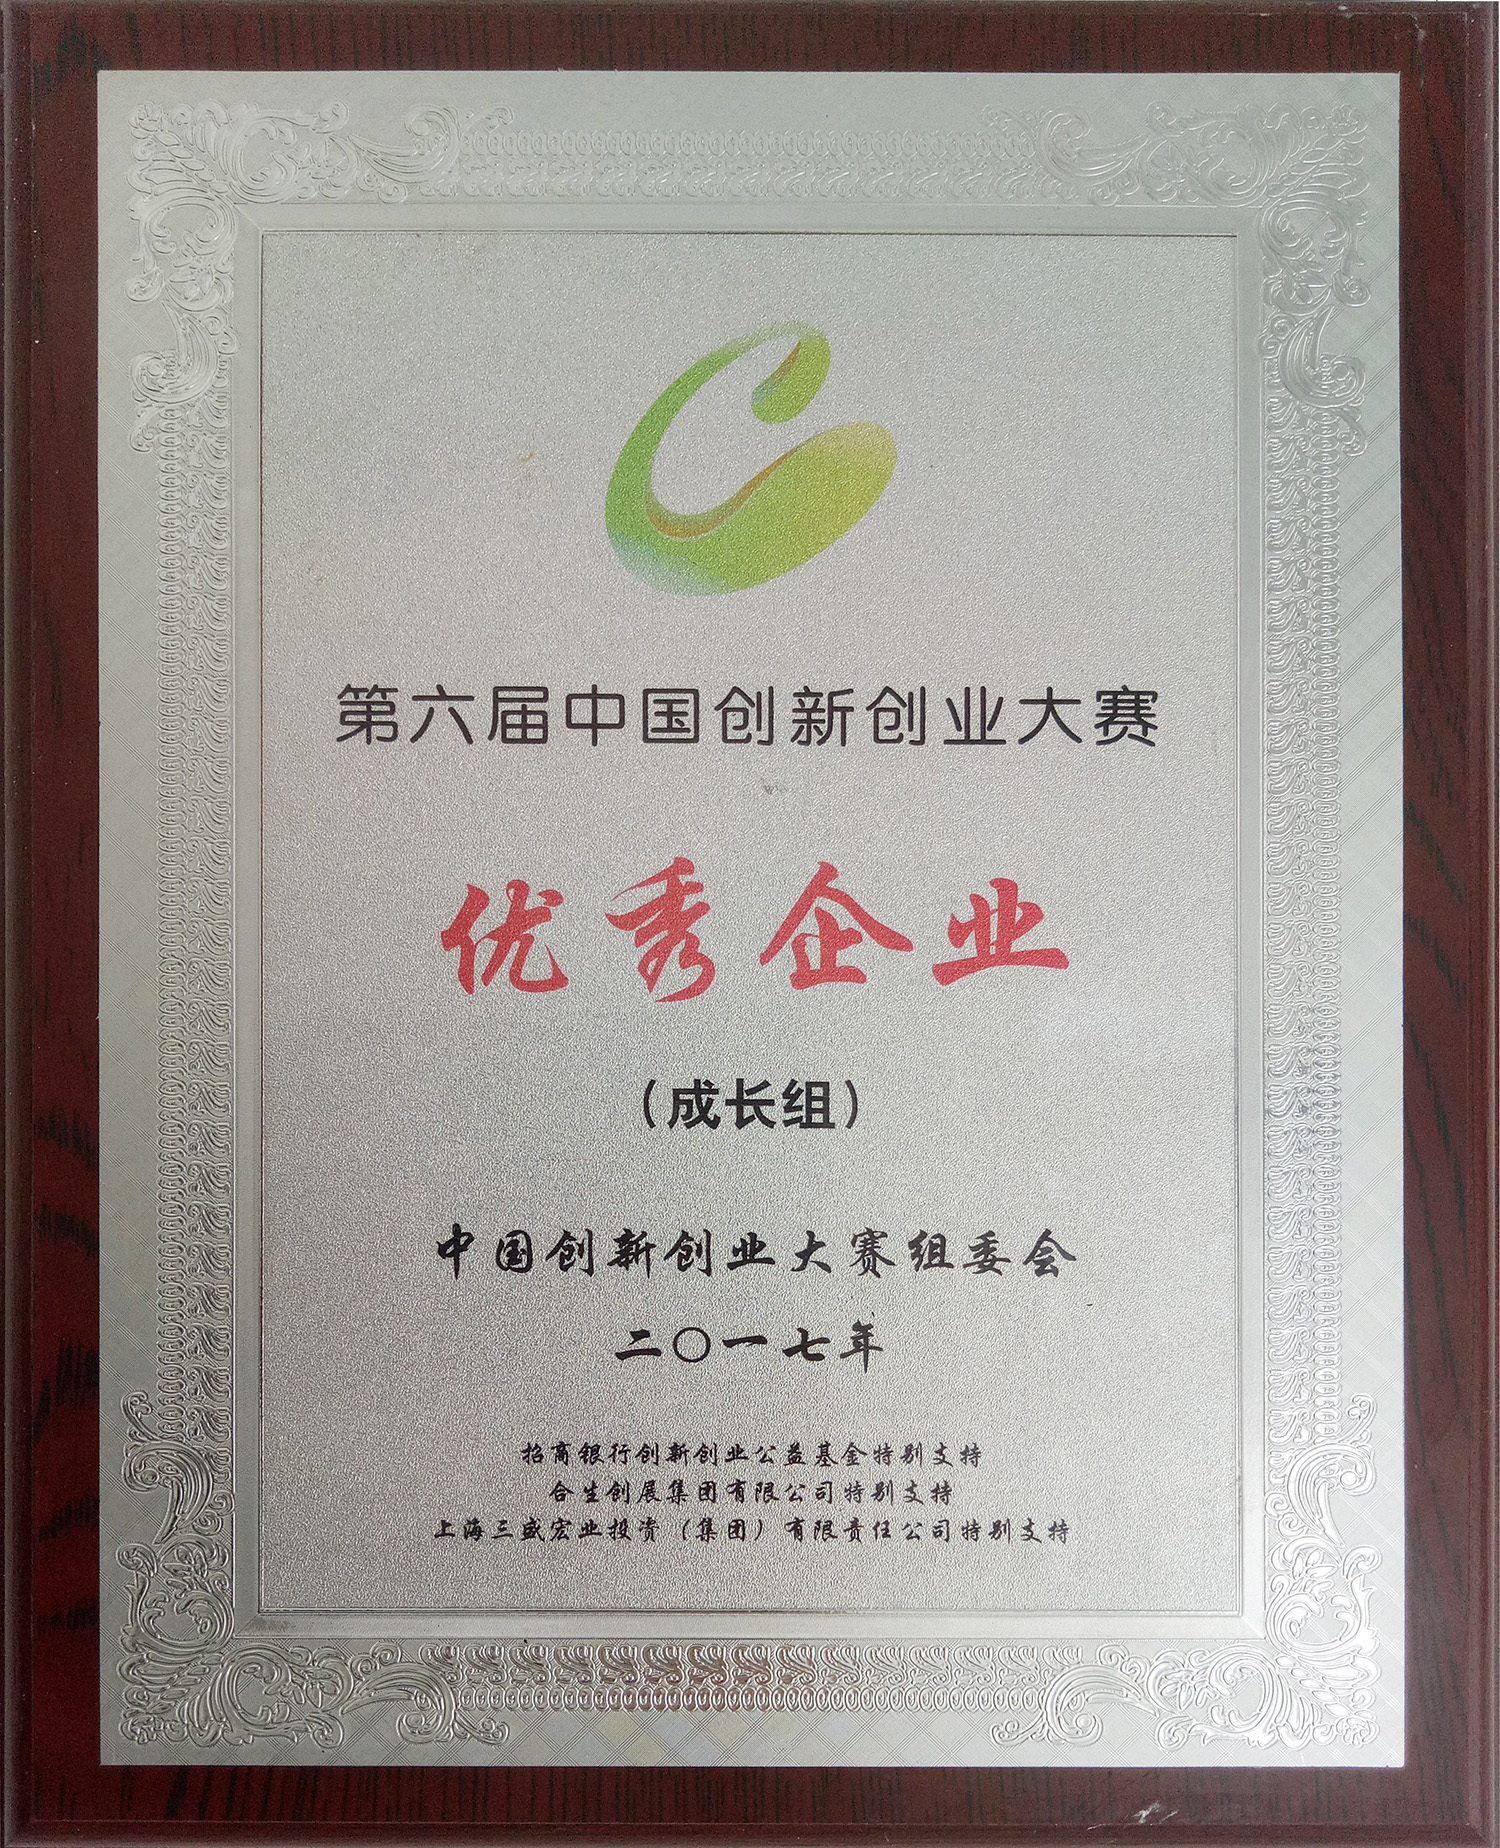 第六届中国创新创业大赛
优秀企业
（成长组）
中国创新创业大赛组委会
二〇一七年
招商银行创新创业公益基金特别支持
合生创展集团有限公司特别支持
上海三盛宏业投资（集团）有限责任公司特别支持